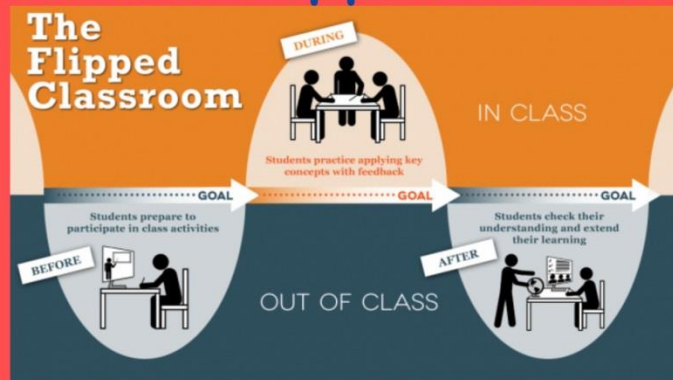 The
Flipped
Classroom
DURING
IN CLASS
Students practice applying key
concepts with feedback
GOAL
GOAL
GOAL
Students prepare to
participate in class activities
BEFORE
Students check their
understanding and extend
their learning
AFTER
OUT OF CLASS